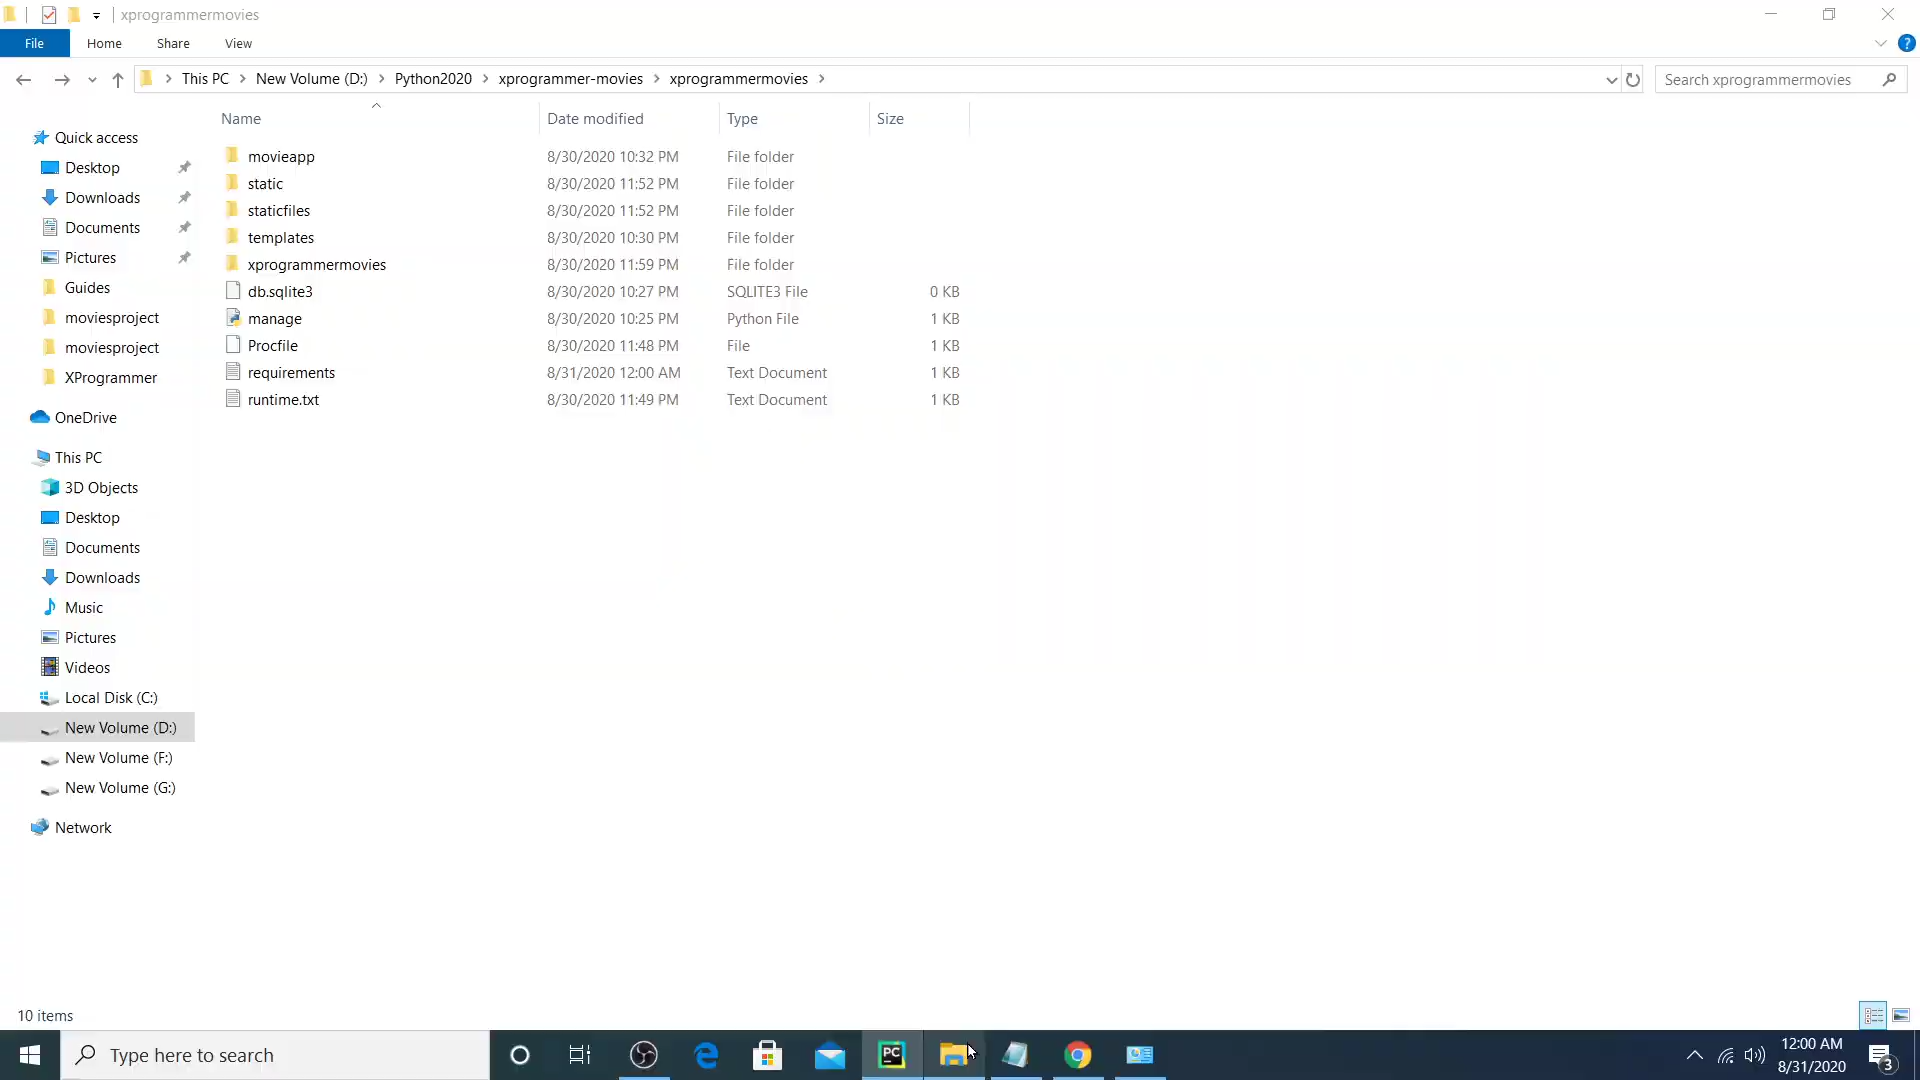 xprogrammermovies
File Home Share View
This PC New Volume (D:) Python2020 xprogrammer-movies xprogrammermovies Search xprogrammermovies
Name Date modified Type Size
Quick access
Desktop
Downloads
Documents
Pictures
Guides
moviesproject
moviesproject
XProgrammer
OneDrive
This PC
3D Objects
Desktop
Documents
Downloads
Music
Pictures
Videos
Local Disk (C:)
New Volume (D:)
New Volume (F:)
New Volume (G:)
Network
movieapp 8/30/2020 10:32 PM File folder
static 8/30/2020 11:52 PM File folder
staticfiles 8/30/2020 11:52 PM File folder
templates 8/30/2020 10:30 PM File folder
xprogrammermovies 8/30/2020 11:59 PM File folder
db.sqlite3 8/30/2020 10:27 PM SQLITE3 File 0 KB
manage 8/30/2020 10:25 PM Python File 1 KB
Procfile 8/30/2020 11:48 PM File 1 KB
requirements 8/31/2020 12:00 AM Text Document 1 KB
runtime.txt 8/30/2020 11:49 PM Text Document 1 KB
10 items
Type here to search
PC
12:00 AM
8/31/2020
3